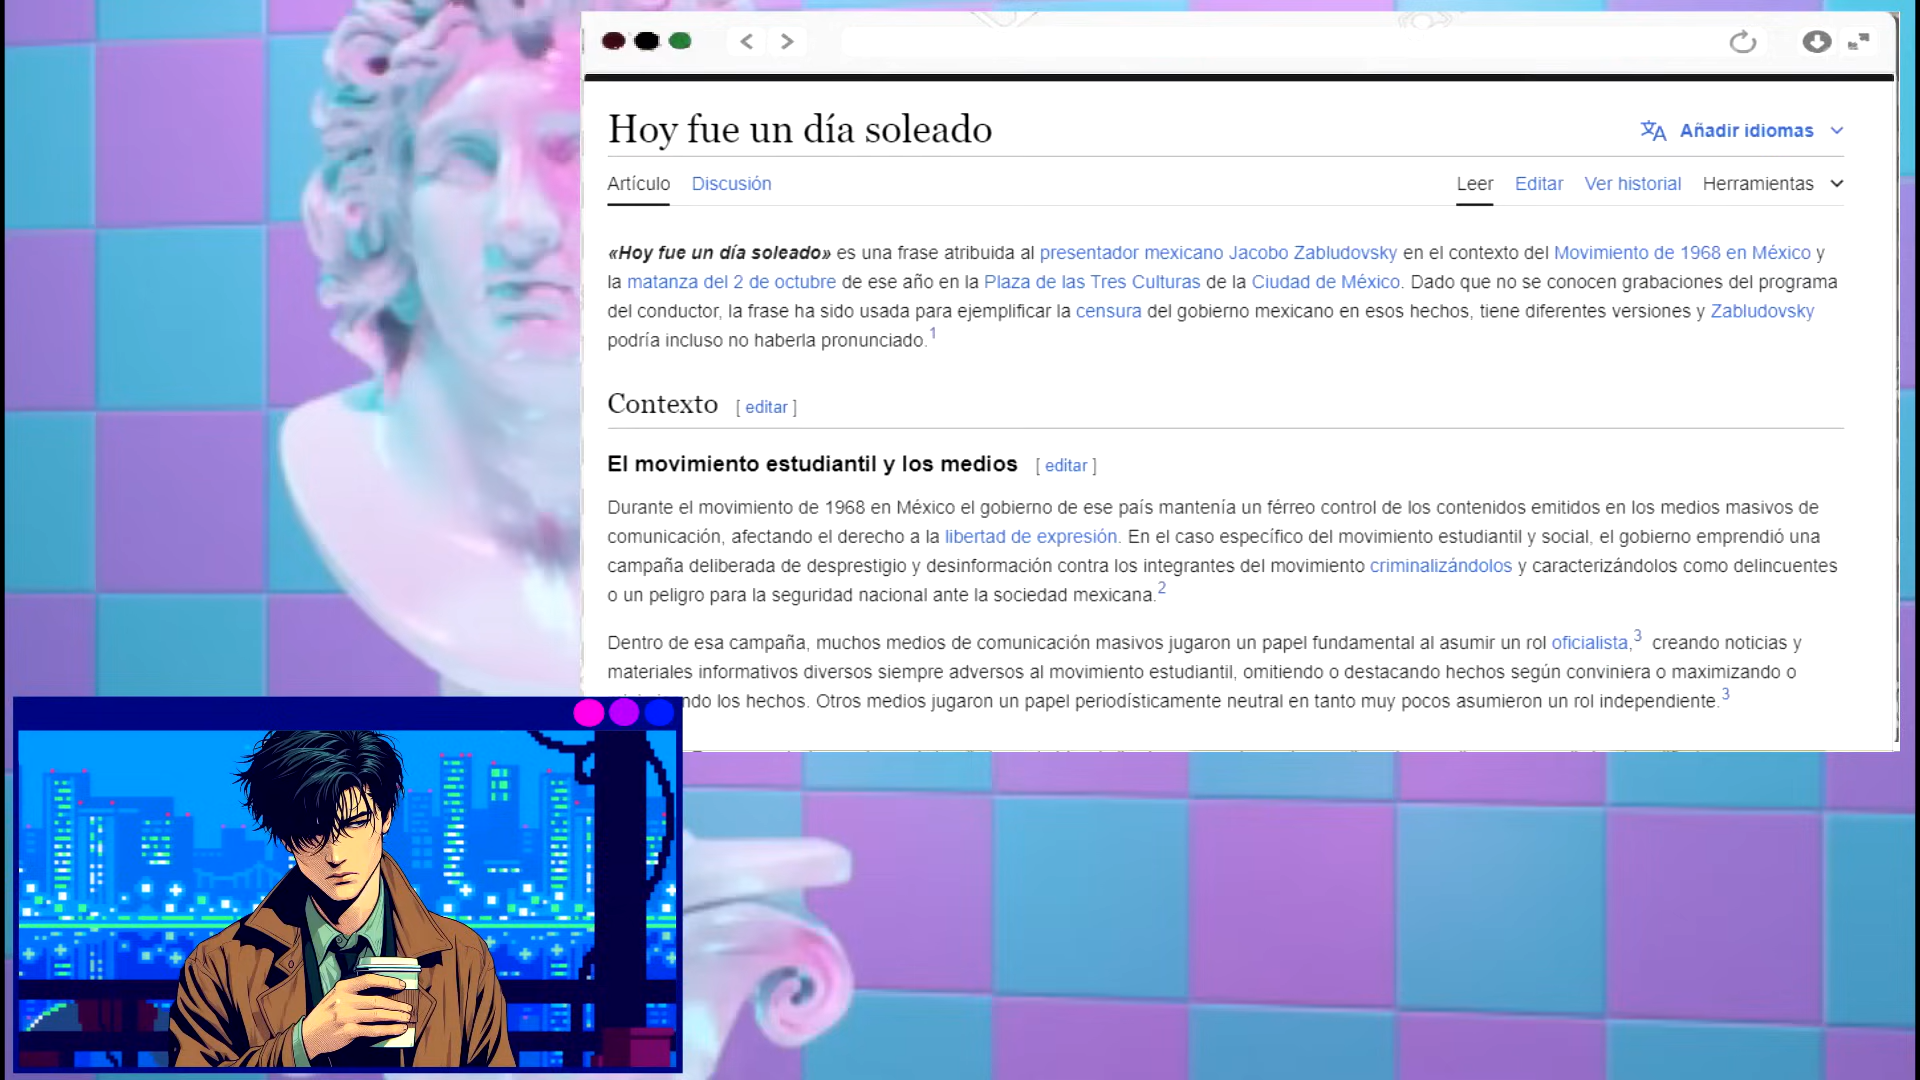 Hoy fue un día soleado
Añadir idiomas
Artículo Discusión Leer Editar Ver historial Herramientas
«Hoy fue un día soleado» es una frase atribuida al presentador mexicano Jacobo Zabludovsky en el contexto del Movimiento de 1968 en México y
la matanza del 2 de octubre de ese año en la Plaza de las Tres Culturas de la Ciudad de México. Dado que no se conocen grabaciones del programa
del conductor, la frase ha sido usada para ejemplificar la censura del gobierno mexicano en esos hechos, tiene diferentes versiones y Zabludovsky
podría incluso no haberla pronunciado.1
Contexto [ editar ]
El movimiento estudiantil y los medios [ editar ]
Durante el movimiento de 1968 en México el gobierno de ese país mantenía un férreo control de los contenidos emitidos en los medios masivos de
comunicación, afectando el derecho a la libertad de expresión. En el caso específico del movimiento estudiantil y social, el gobierno emprendió una
campaña deliberada de desprestigio y desinformación contra los integrantes del movimiento criminalizándolos y caracterizándolos como delincuentes
o un peligro para la seguridad nacional ante la sociedad mexicana.2
Dentro de esa campaña, muchos medios de comunicación masivos jugaron un papel fundamental al asumir un rol oficialista,3 creando noticias y
materiales informativos diversos siempre adversos al movimiento estudiantil, omitiendo o destacando hechos según conviniera o maximizando o
ndo los hechos. Otros medios jugaron un papel periodísticamente neutral en tanto muy pocos asumieron un rol independiente.3